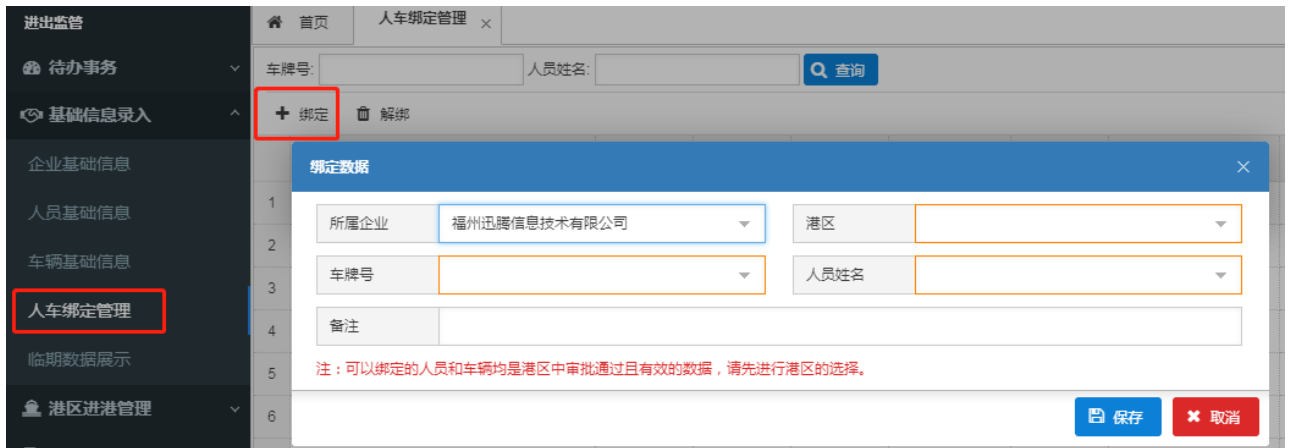 进出监管
首页
人车绑定管理 ×
待办事务
车牌号:
人员姓名:
查询
基础信息录入
绑定
解绑
企业基础信息
绑定数据
人员基础信息
1
所属企业
福州迅腾信息技术有限公司
港区
车辆基础信息
2
车牌号
人员姓名
人车绑定管理
3
备注
4
临期数据展示
5
注：可以绑定的人员和车辆均是港区中审批通过且有效的数据，请先进行港区的选择。
港区进港管理
6
保存
取消